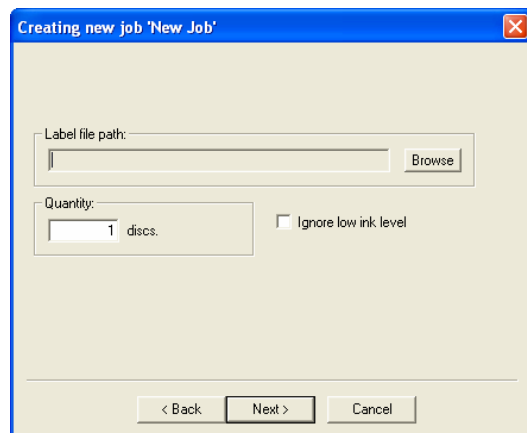 Creating new job 'New Job'
Label file path:
Browse
Quantity:
1 discs.
Ignore low ink level
< Back Next > Cancel